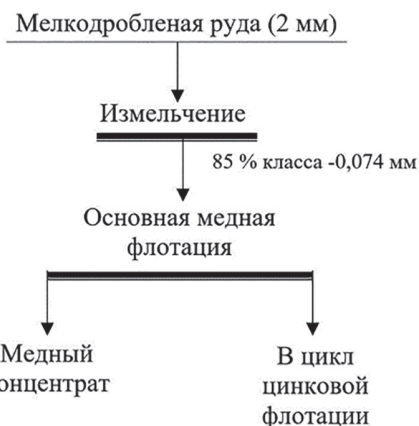 Мелкодробленая руда (2 мм)
Измельчение
85 % класса -0,074 мм
Основная медная
флотация
Медный
онцентрат
В цикл
цинковой
флотации